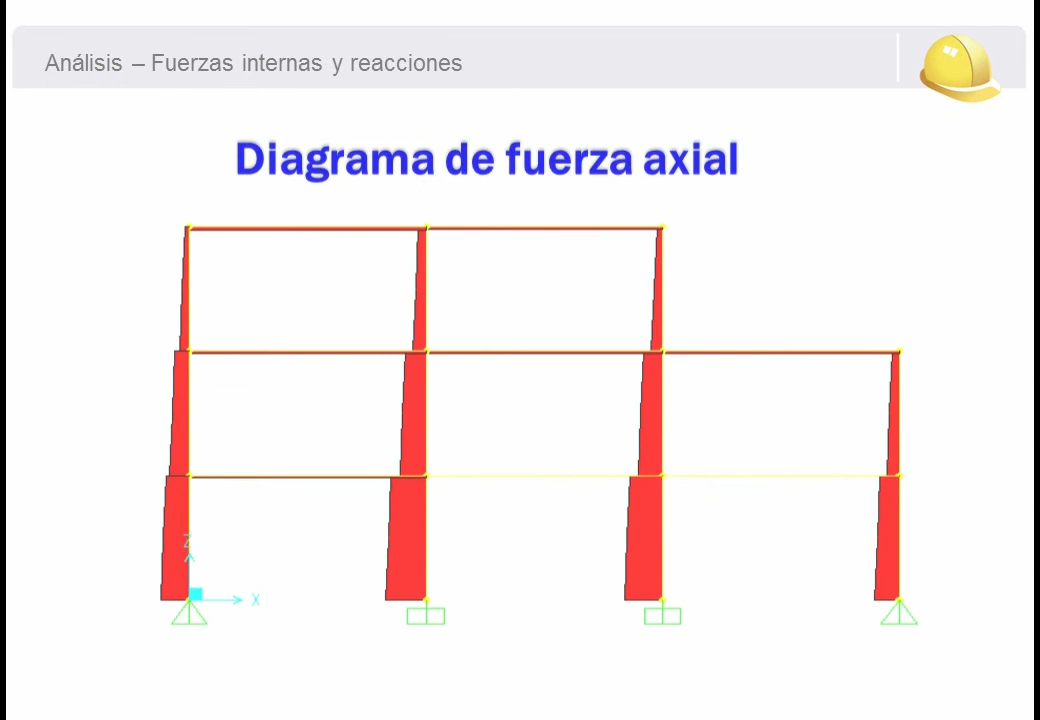 Análisis – Fuerzas internas y reacciones
Diagrama de fuerza axial
Z
X